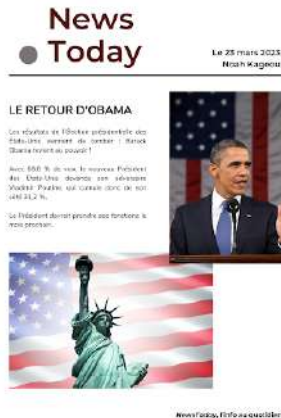 News
Today
Le 23 mars 2023
Noah Kageou
LE RETOUR D'OBAMA
Les résultats de l'élection présidentielle des
États-Unis viennent de tomber : Barack
Obama revient au pouvoir !
Avec 68,8 % de voix, le nouveau Président
des États-Unis devance son adversaire
Vladimir Poutine, qui cumule donc de son
côté 31,2 %.
Le Président devrait prendre ses fonctions le
mois prochain.
News Today, l'info au quotidien